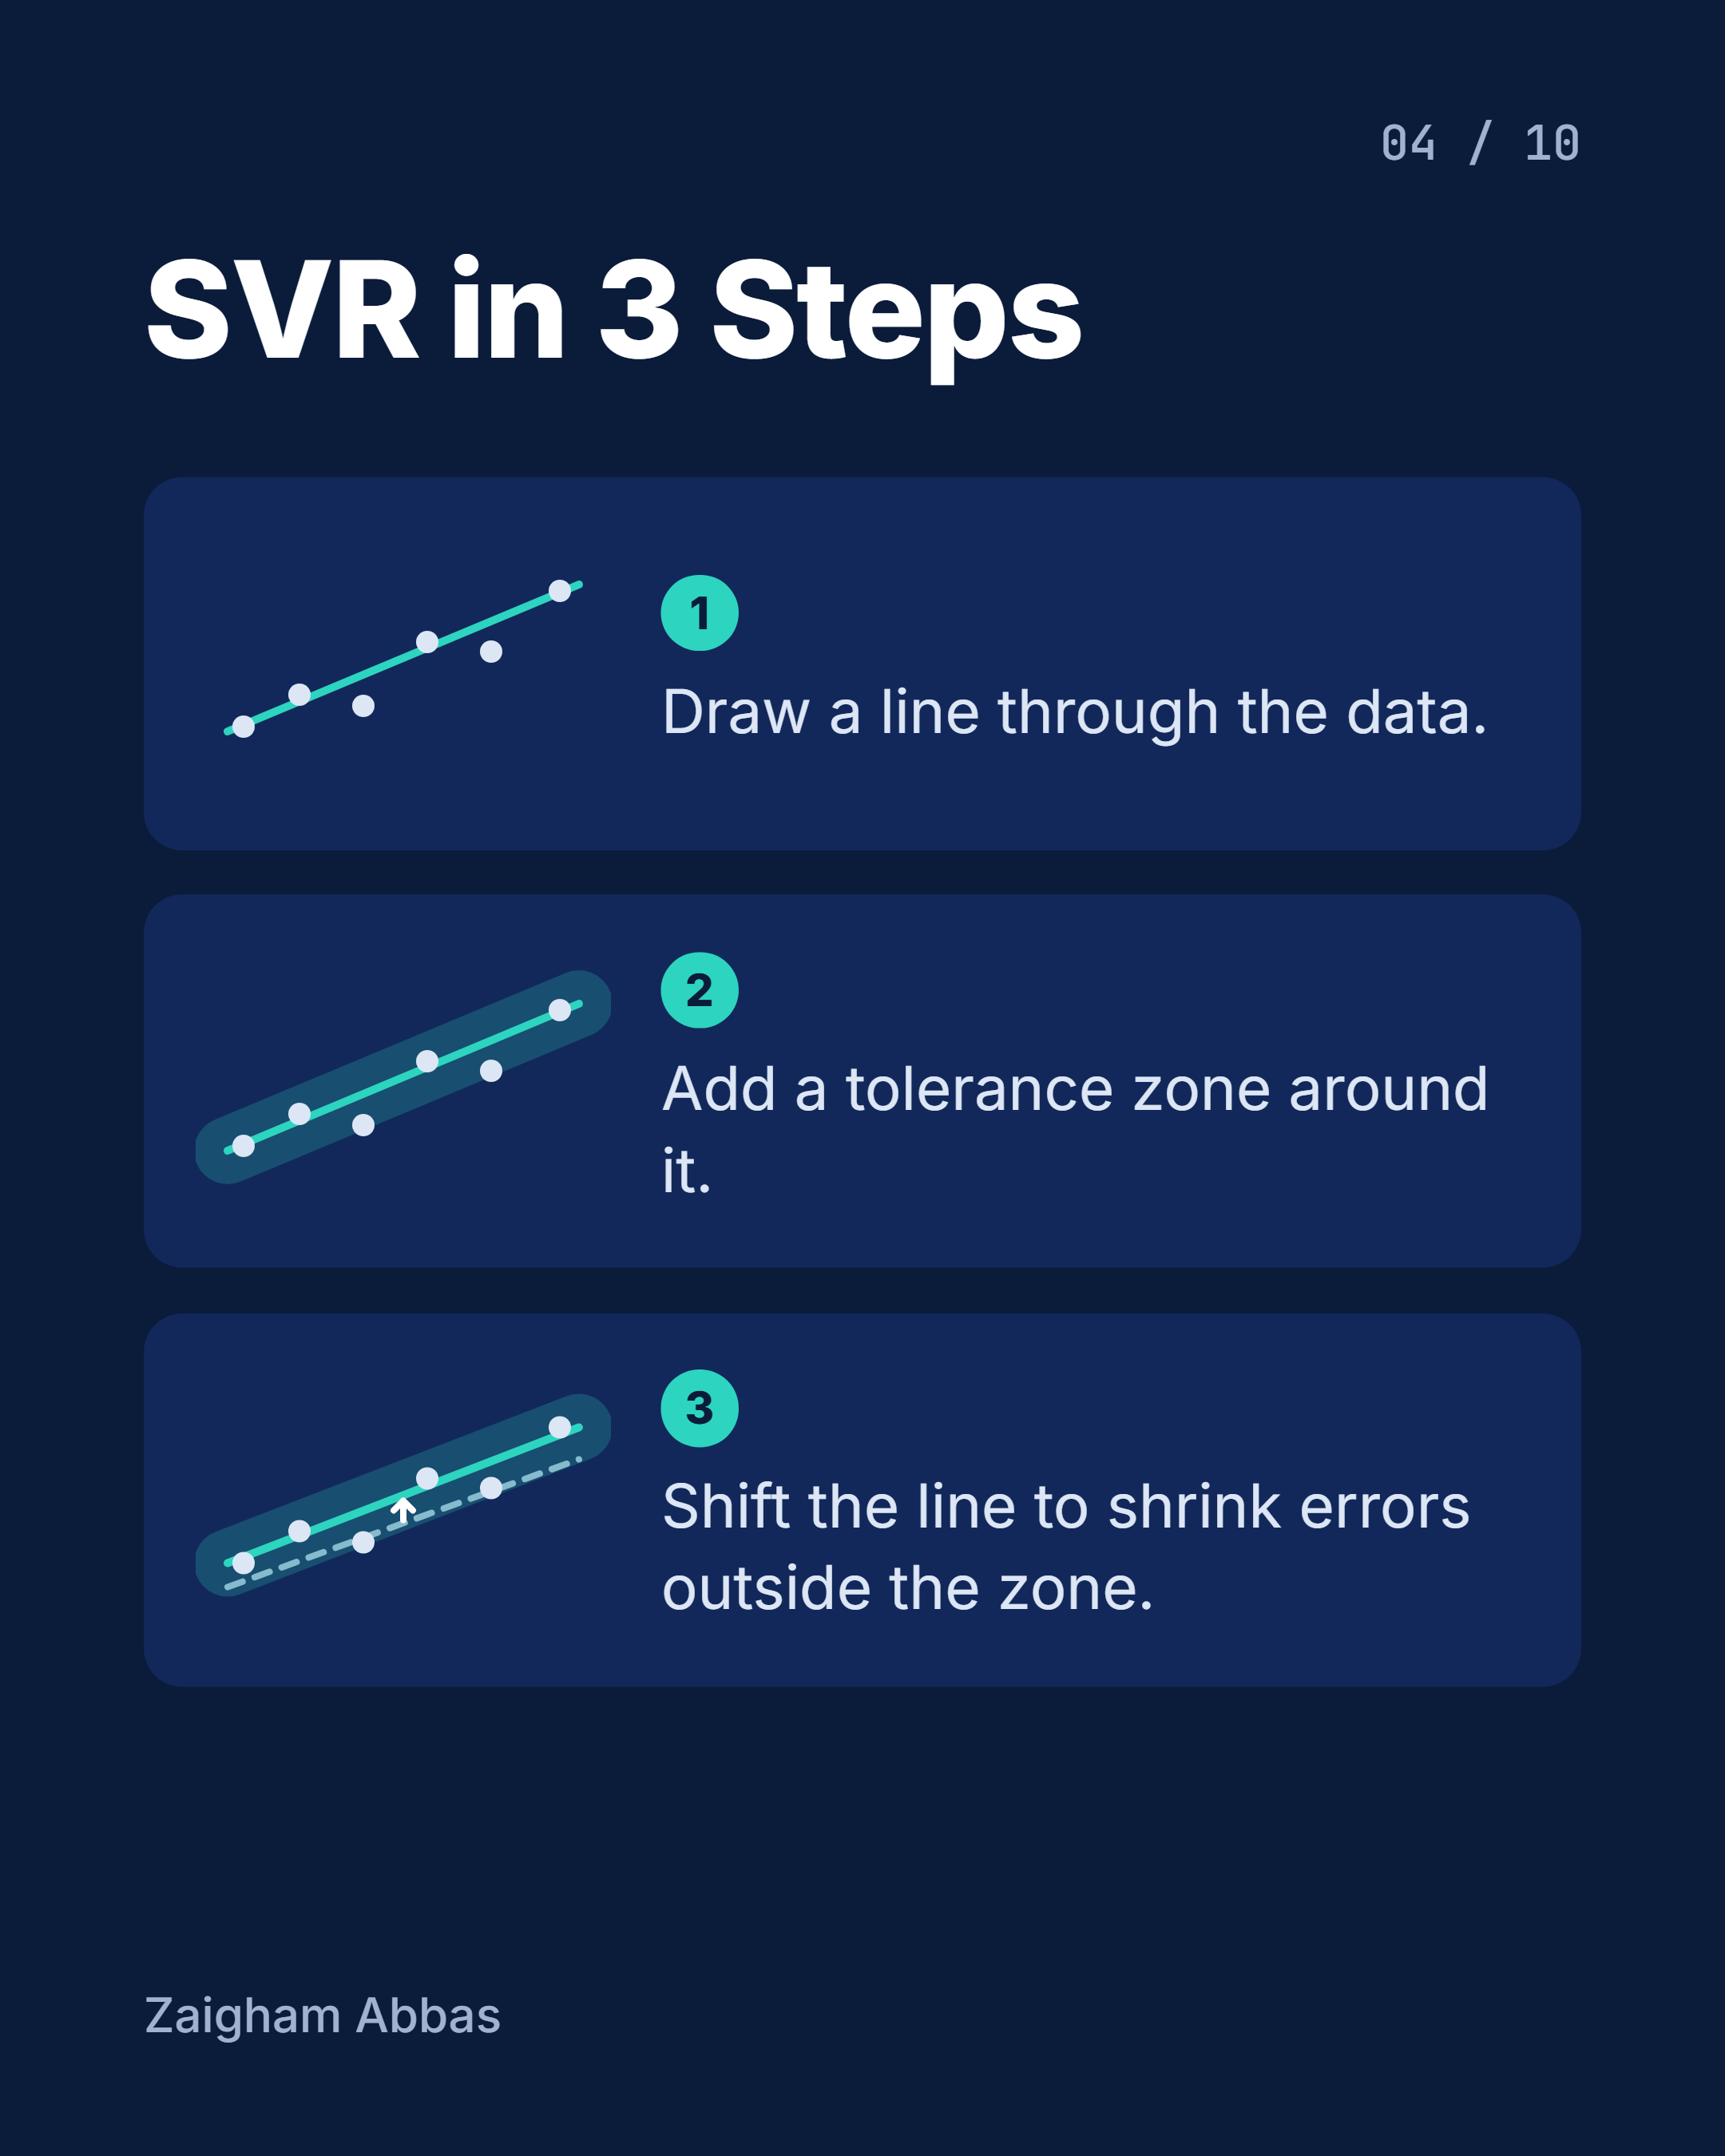 04 / 10
SVR in 3 Steps
1
Draw a line through the data.
2
Add a tolerance zone around
it.
3
Shift the line to shrink errors
outside the zone.
Zaigham Abbas